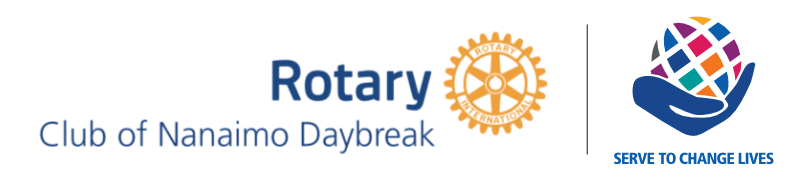 Rotary
Club of Nanaimo Daybreak
ROTARY
INTERNATIONAL
SERVE TO CHANGE LIVES